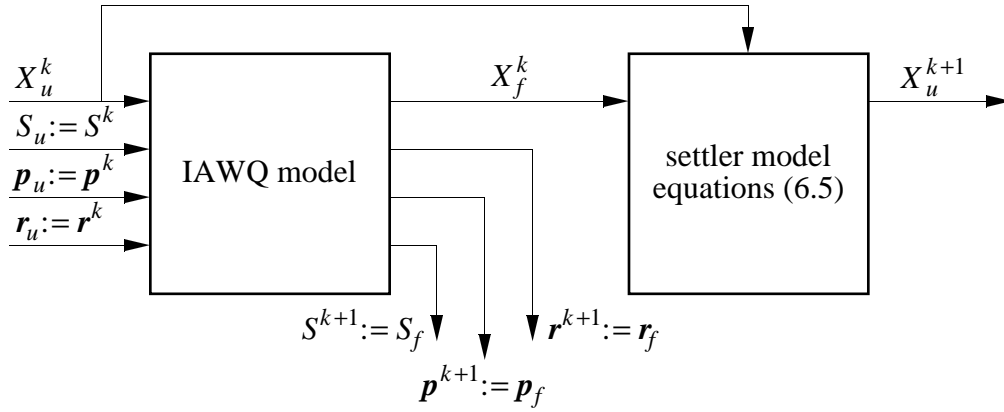 X_u^k
X_f^k
X_u^{k+1}
S_u := S^k
p_u := p^k
r_u := r^k
IAWQ model
settler model
equations (6.5)
S^{k+1} := S_f
r^{k+1} := r_f
p^{k+1} := p_f